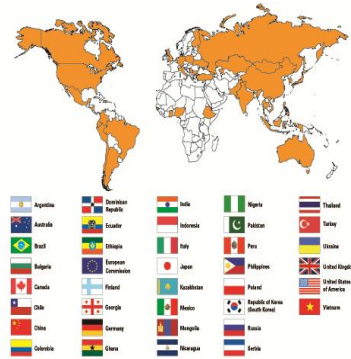 Argentina
Australia
Brazil
Bulgaria
Canada
Chile
China
Colombia
Dominican
Republic
Ecuador
Ethiopia
European
Commission
Finland
Georgia
Germany
Ghana
India
Indonesia
Italy
Japan
Kazakhstan
Mexico
Mongolia
Nicaragua
Nigeria
Pakistan
Peru
Philippines
Poland
Republic of Korea
(South Korea)
Russia
Serbia
Thailand
Turkey
Ukraine
United Kingd
United States
of America
Vietnam